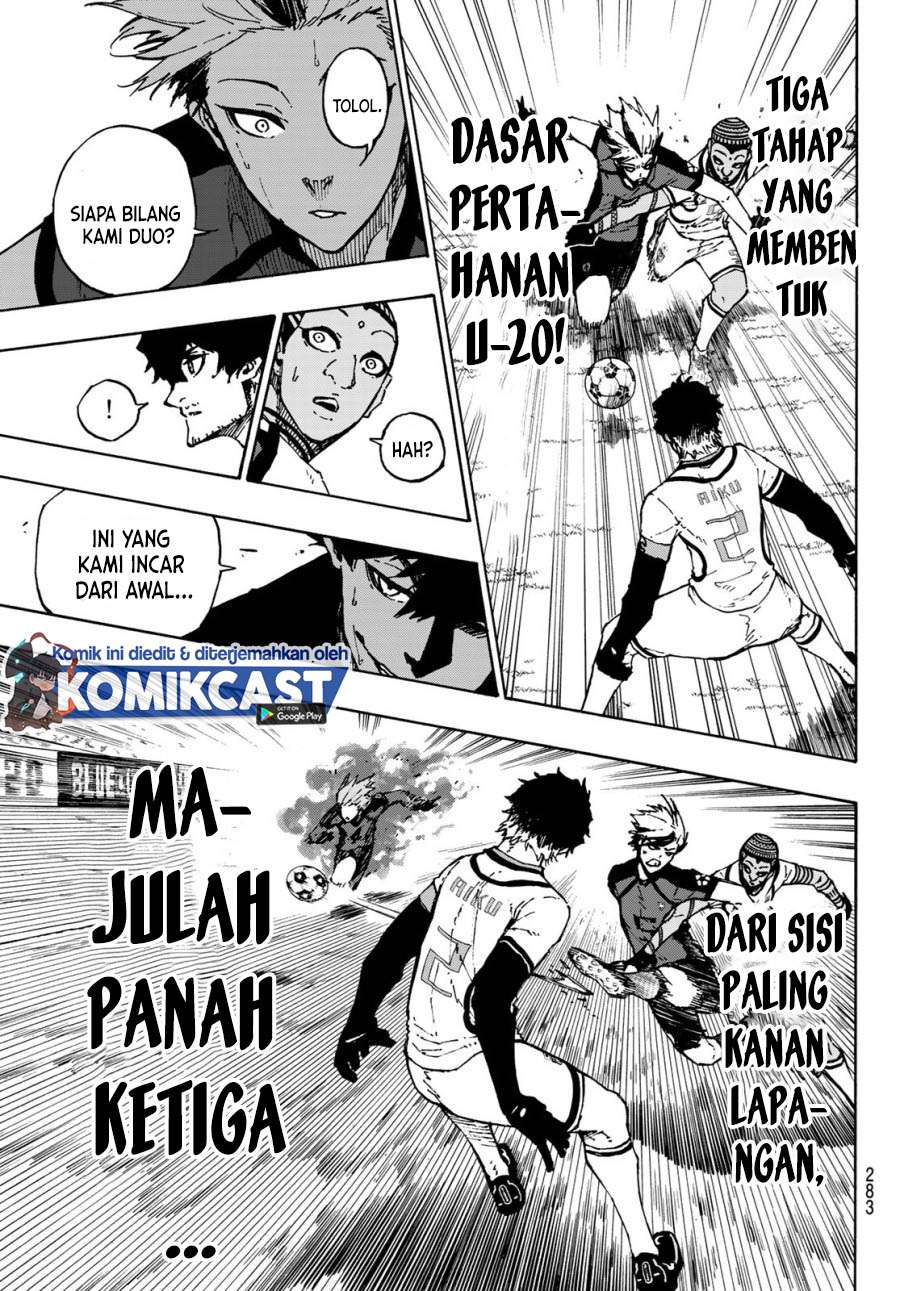 TIGA
TAHAP
YANG
MEMBEN
TUK
DASAR
PERTA-
HANAN
U-20!
AIKU
2
TOLOL.
SIAPA BILANG
KAMI DUO?
HAH?
!
INI YANG
KAMI INCAR
DARI AWAL...
Komik ini diedit & diterjemahkan oleh
KOMIKCAST
GET IT ON
Google Play
DARI SISI
PALING
KANAN
LAPA-
NGAN,
AIKU
2
MA-
JULAH
PANAH
KETIGA
...
283